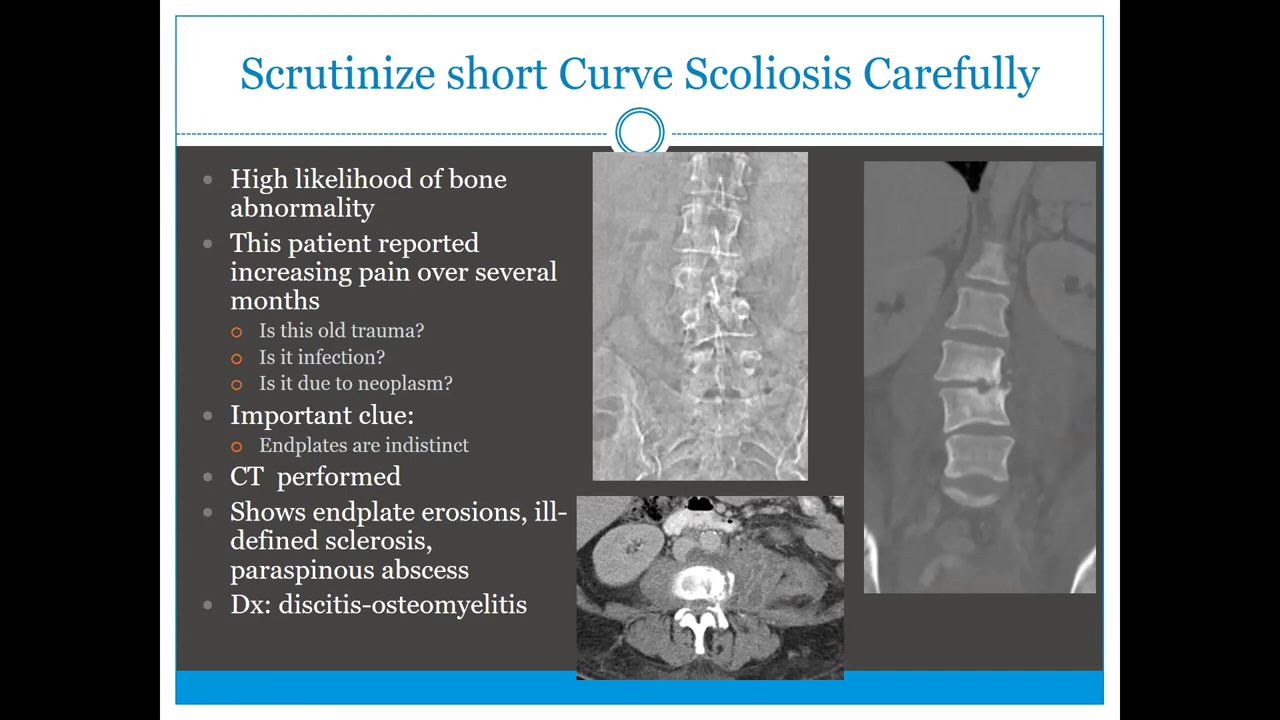 Scrutinize short Curve Scoliosis Carefully
High likelihood of bone
abnormality
This patient reported
increasing pain over several
months
Is this old trauma?
Is it infection?
Is it due to neoplasm?
Important clue:
Endplates are indistinct
CT performed
Shows endplate erosions, ill-
defined sclerosis,
paraspinous abscess
Dx: discitis-osteomyelitis